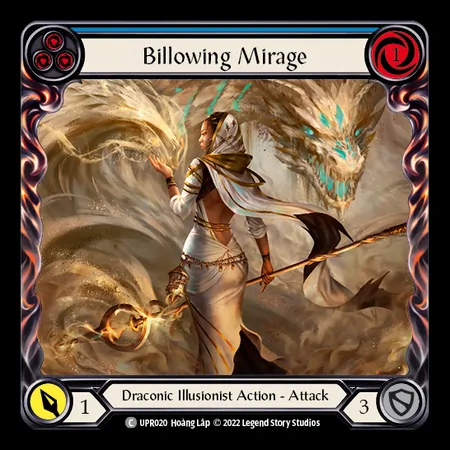 Billowing Mirage
1
1
Draconic Illusionist Action - Attack
3
C UPR020 Hoàng Lập © 2022 Legend Story Studios